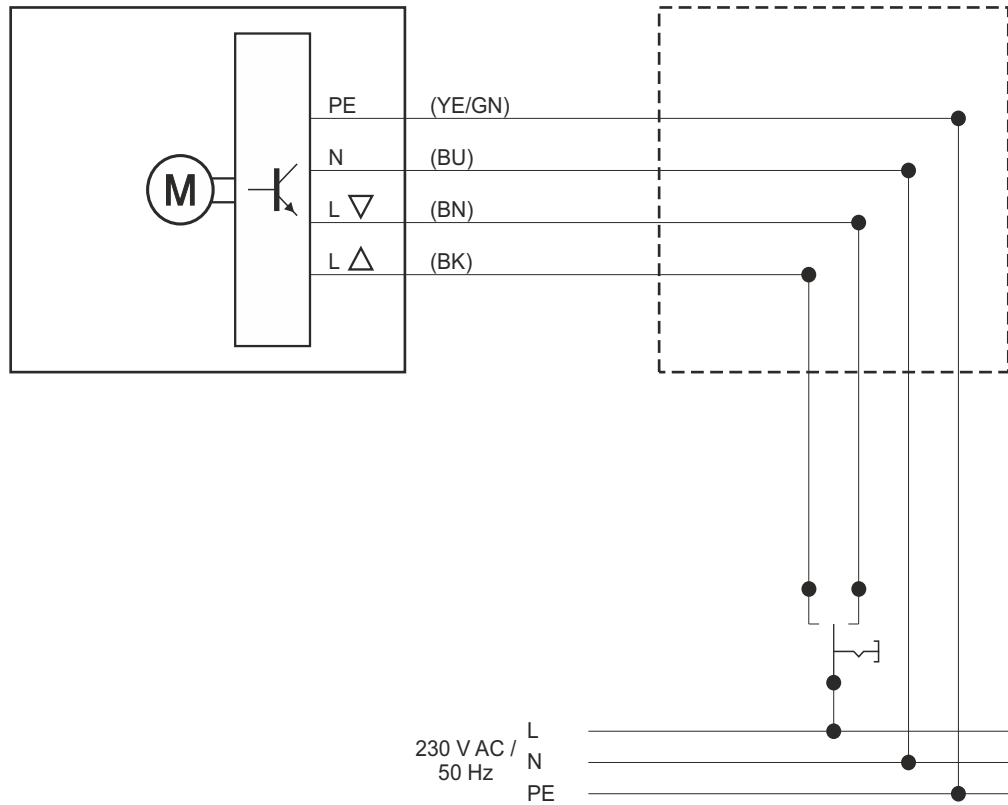 PE (YE/GN)
N (BU)
M
L ▽ (BN)
L △ (BK)
L
230 V AC /
N
50 Hz
PE